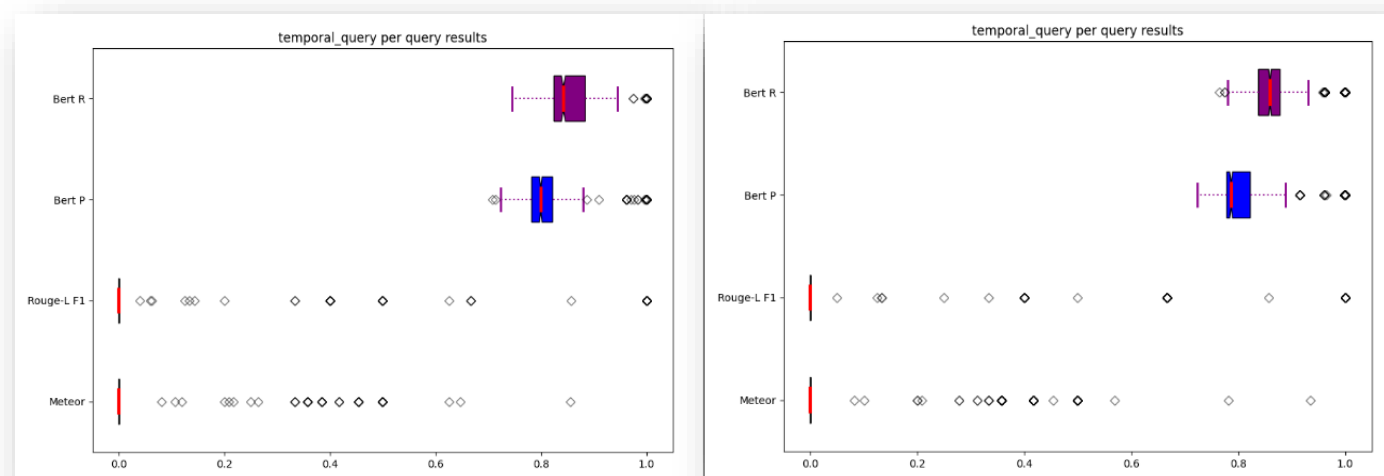 temporal_query per query results
Bert R
Bert P
Rouge-L F1
Meteor
0.0 0.2 0.4 0.6 0.8 1.0
temporal_query per query results
Bert R
Bert P
Rouge-L F1
Meteor
0.0 0.2 0.4 0.6 0.8 1.0